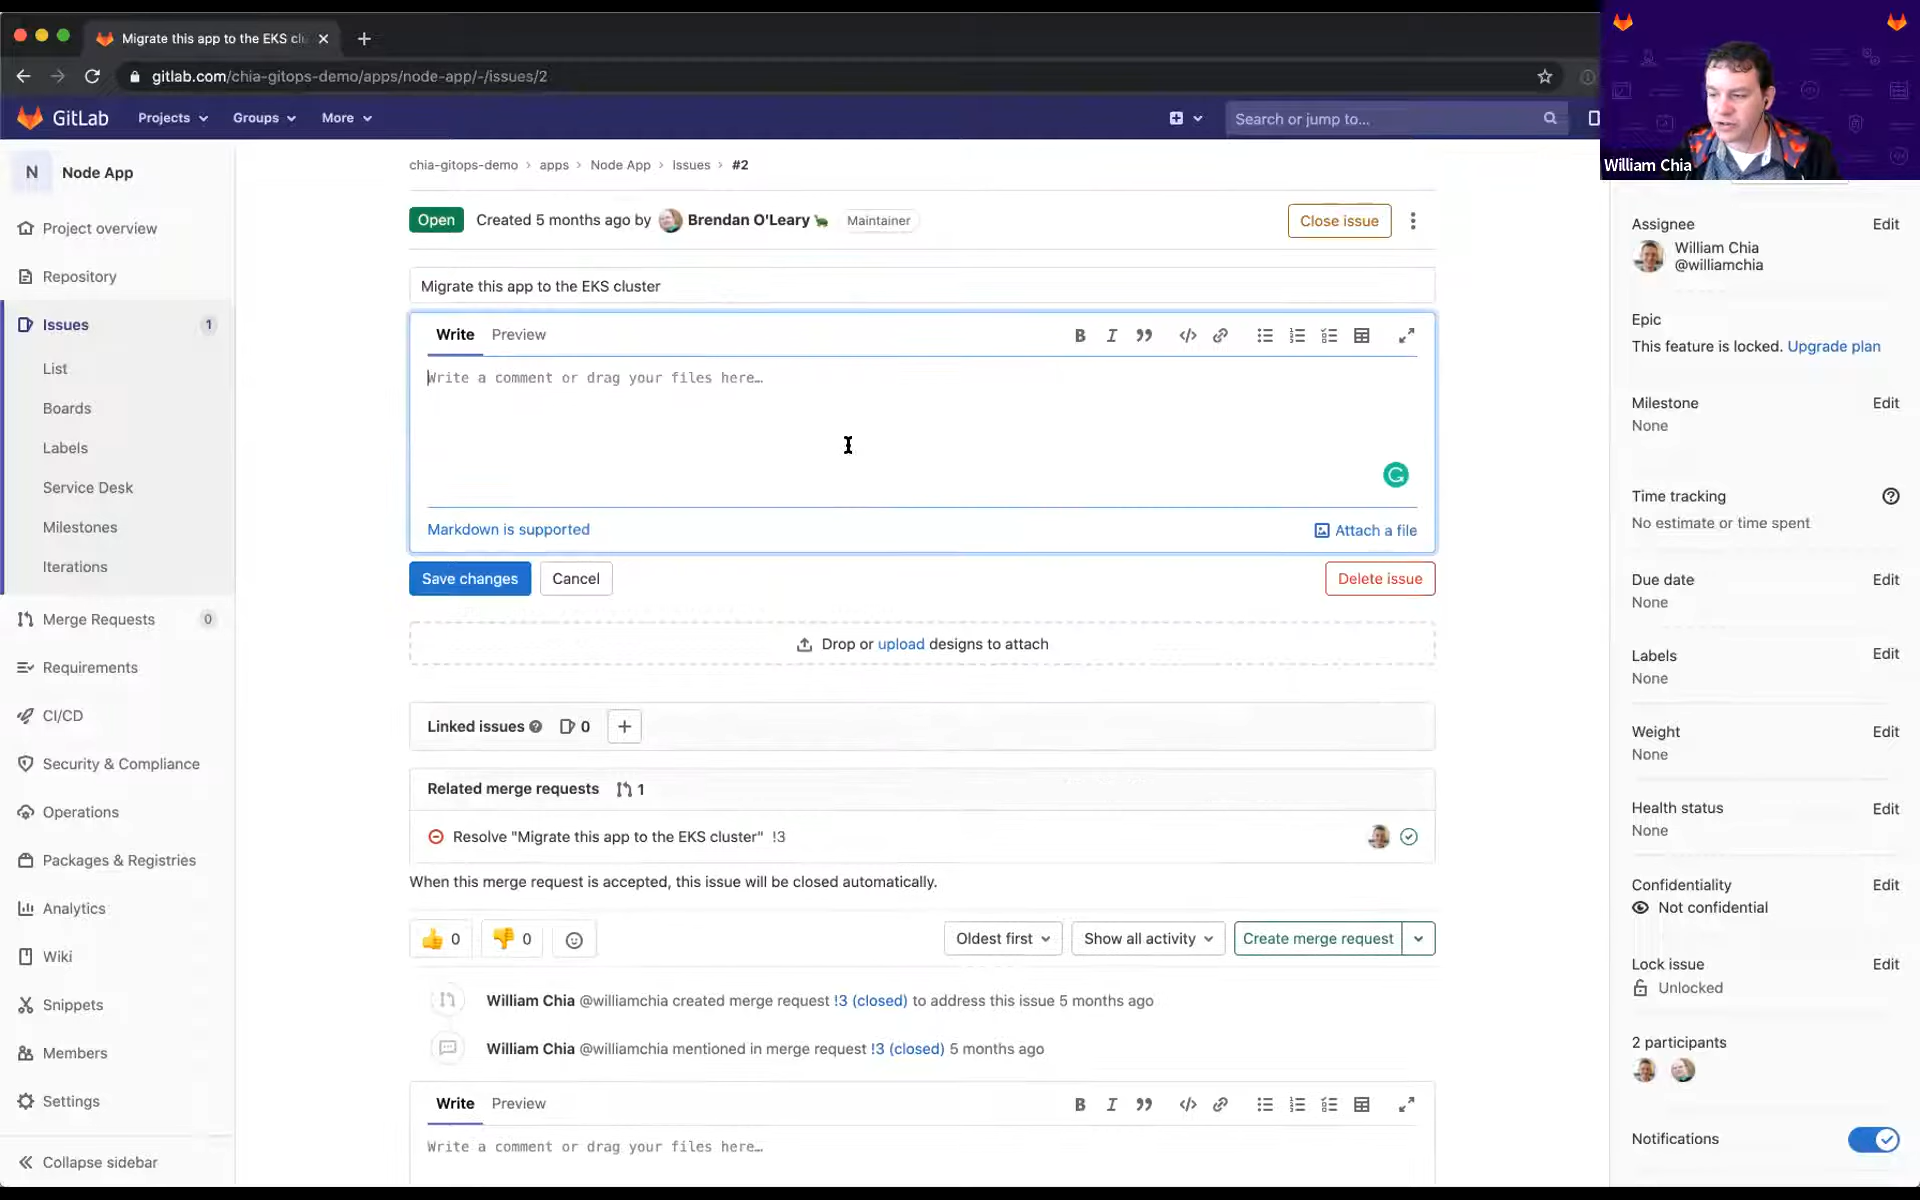 Migrate this app to the EKS clu
gitlab.com/chia-gitops-demo/apps/node-app/-/issues/2
GitLab
Projects
Groups
More
Search or jump to...
William Chia
N
Node App
Project overview
Repository
Issues 1
List
Boards
Labels
Service Desk
Milestones
Iterations
Merge Requests 0
Requirements
CI/CD
Security & Compliance
Operations
Packages & Registries
Analytics
Wiki
Snippets
Members
Settings
Collapse sidebar
chia-gitops-demo › apps › Node App › Issues › #2
Open Created 5 months ago by Brendan O'Leary Maintainer
Close issue
Migrate this app to the EKS cluster
Write Preview
Write a comment or drag your files here…
Markdown is supported
Attach a file
Save changes
Cancel
Delete issue
Drop or upload designs to attach
Linked issues 0
Related merge requests 1
Resolve "Migrate this app to the EKS cluster" !3
When this merge request is accepted, this issue will be closed automatically.
0 0
Oldest first
Show all activity
Create merge request
William Chia @williamchia created merge request !3 (closed) to address this issue 5 months ago
William Chia @williamchia mentioned in merge request !3 (closed) 5 months ago
Write Preview
Write a comment or drag your files here…
Assignee Edit
William Chia
@williamchia
Epic
This feature is locked. Upgrade plan
Milestone Edit
None
Time tracking
No estimate or time spent
Due date Edit
None
Labels Edit
None
Weight Edit
None
Health status Edit
None
Confidentiality Edit
Not confidential
Lock issue Edit
Unlocked
2 participants
Notifications